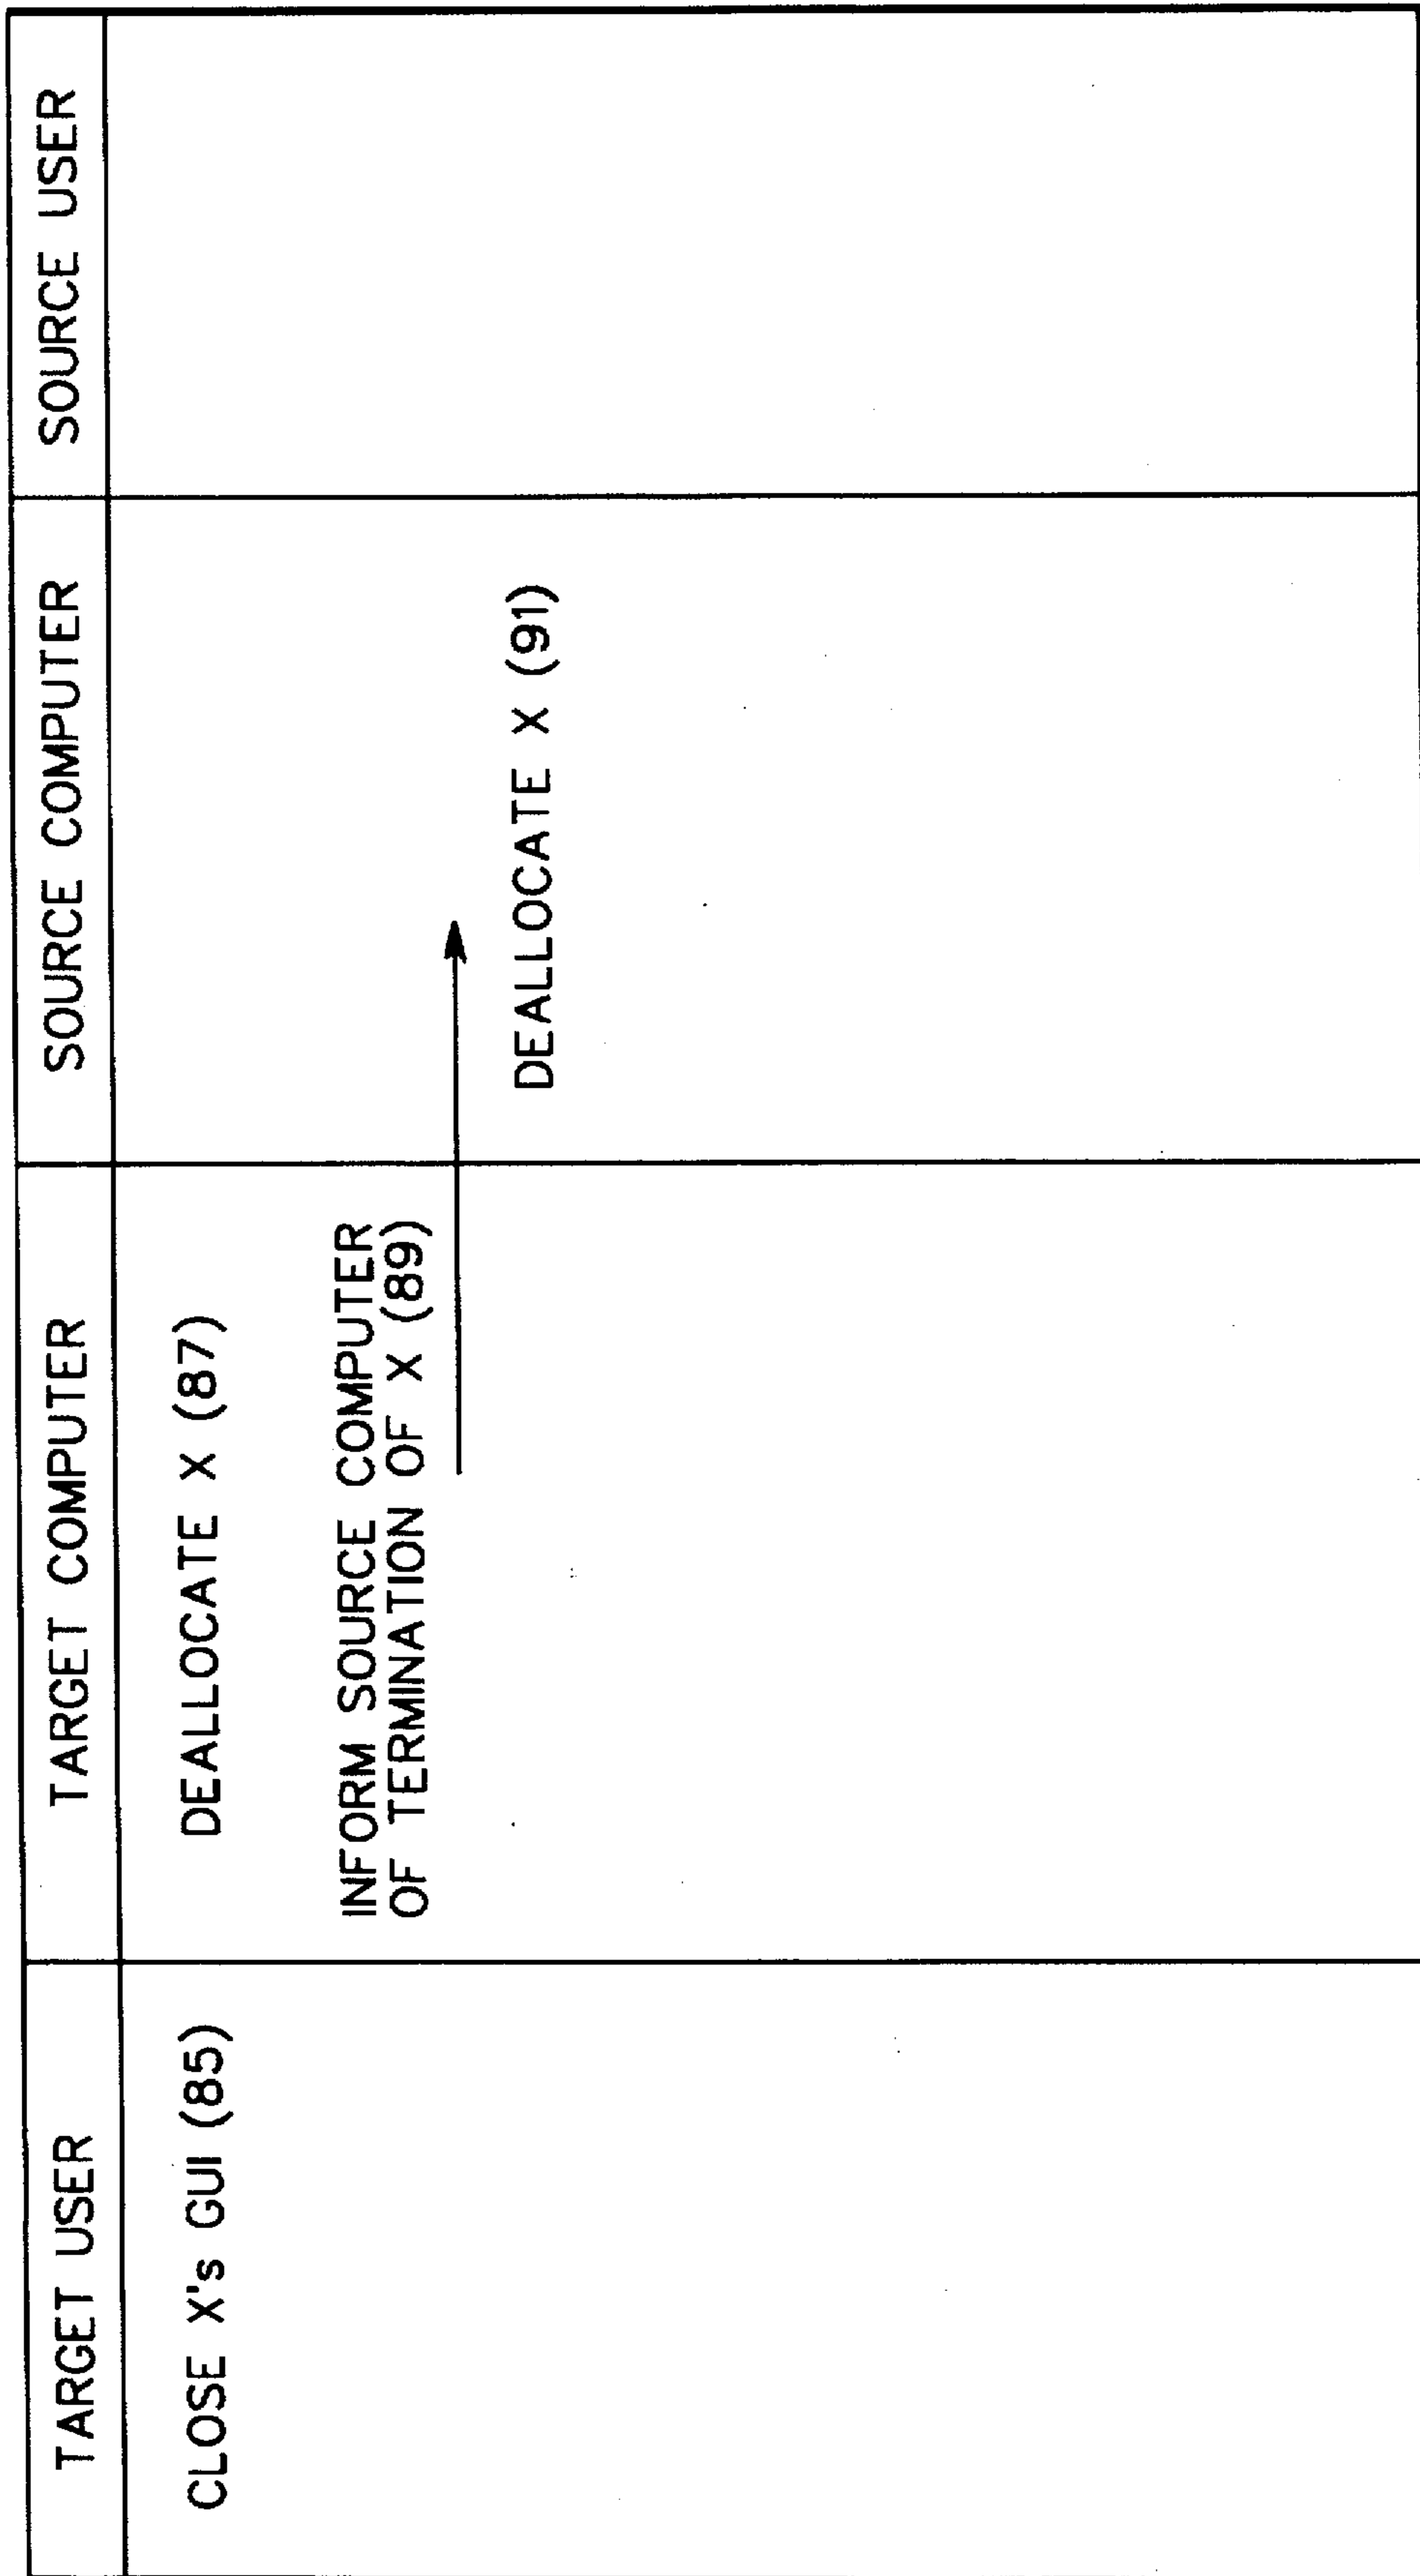 TARGET USER
TARGET COMPUTER
SOURCE COMPUTER
SOURCE USER
CLOSE X's GUI (85)
DEALLOCATE X (87)
INFORM SOURCE COMPUTER
OF TERMINATION OF X (89)
DEALLOCATE X (91)